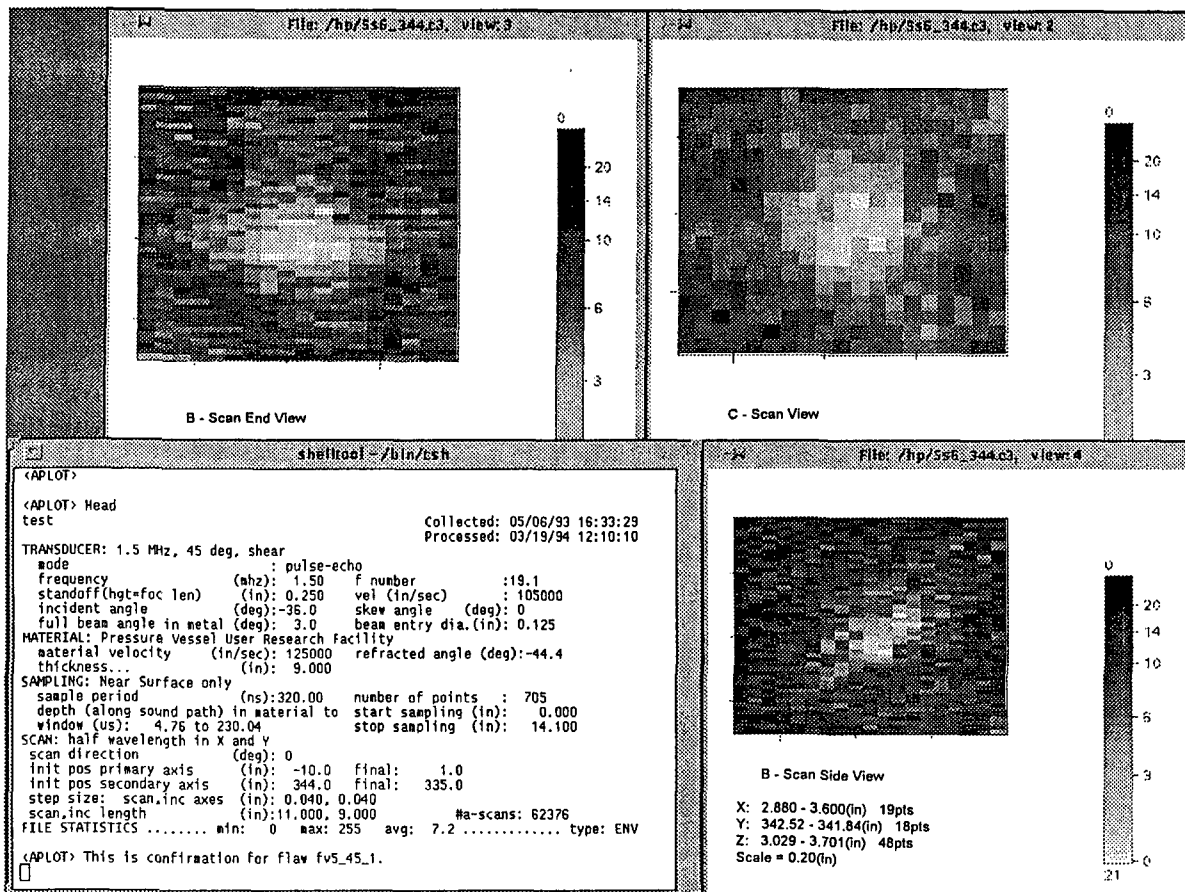 File: /hp/Ss6_344.c3, view: 3
0
20
14
10
6
3
B - Scan End View
File: /hp/Ss6_344.c3, view: 2
0
20
14
10
6
3
C - Scan View
shelltool - /bin/csh
<APLOT>
<APLOT> Head
test Collected: 05/06/93 16:33:29
Processed: 03/19/94 12:10:10
TRANSDUCER: 1.5 MHz, 45 deg, shear
mode : pulse-echo
frequency (mhz): 1.50 f number :19.1
standoff(hgt=foc len) (in): 0.250 vel (in/sec) : 105000
incident angle (deg):-36.0 skew angle (deg): 0
full beam angle in metal (deg): 3.0 beam entry dia.(in): 0.125
MATERIAL: Pressure Vessel User Research Facility
material velocity (in/sec): 125000 refracted angle (deg):-44.4
thickness... (in): 9.000
SAMPLING: Near Surface only
sample period (ns):320.00 number of points : 705
depth (along sound path) in material to start sampling (in): 0.000
window (us): 4.76 to 230.04 stop sampling (in): 14.100
SCAN: half wavelength in X and Y
scan direction (deg): 0
init pos primary axis (in): -10.0 final: 1.0
init pos secondary axis (in): 344.0 final: 335.0
step size: scan,inc axes (in): 0.040, 0.040
scan,inc length (in):11.000, 9.000 #a-scans: 62376
FILE STATISTICS ........ min: 0 max: 255 avg: 7.2 ............. type: ENV
<APLOT> This is confirmation for flaw fv5_45_1.
File: /hp/Ss6_344.c3, view: 4
0
20
14
10
6
3
0
21
B - Scan Side View
X: 2.880 - 3.600(in) 19pts
Y: 342.52 - 341.84(in) 18pts
Z: 3.029 - 3.701(in) 48pts
Scale = 0.20(in)